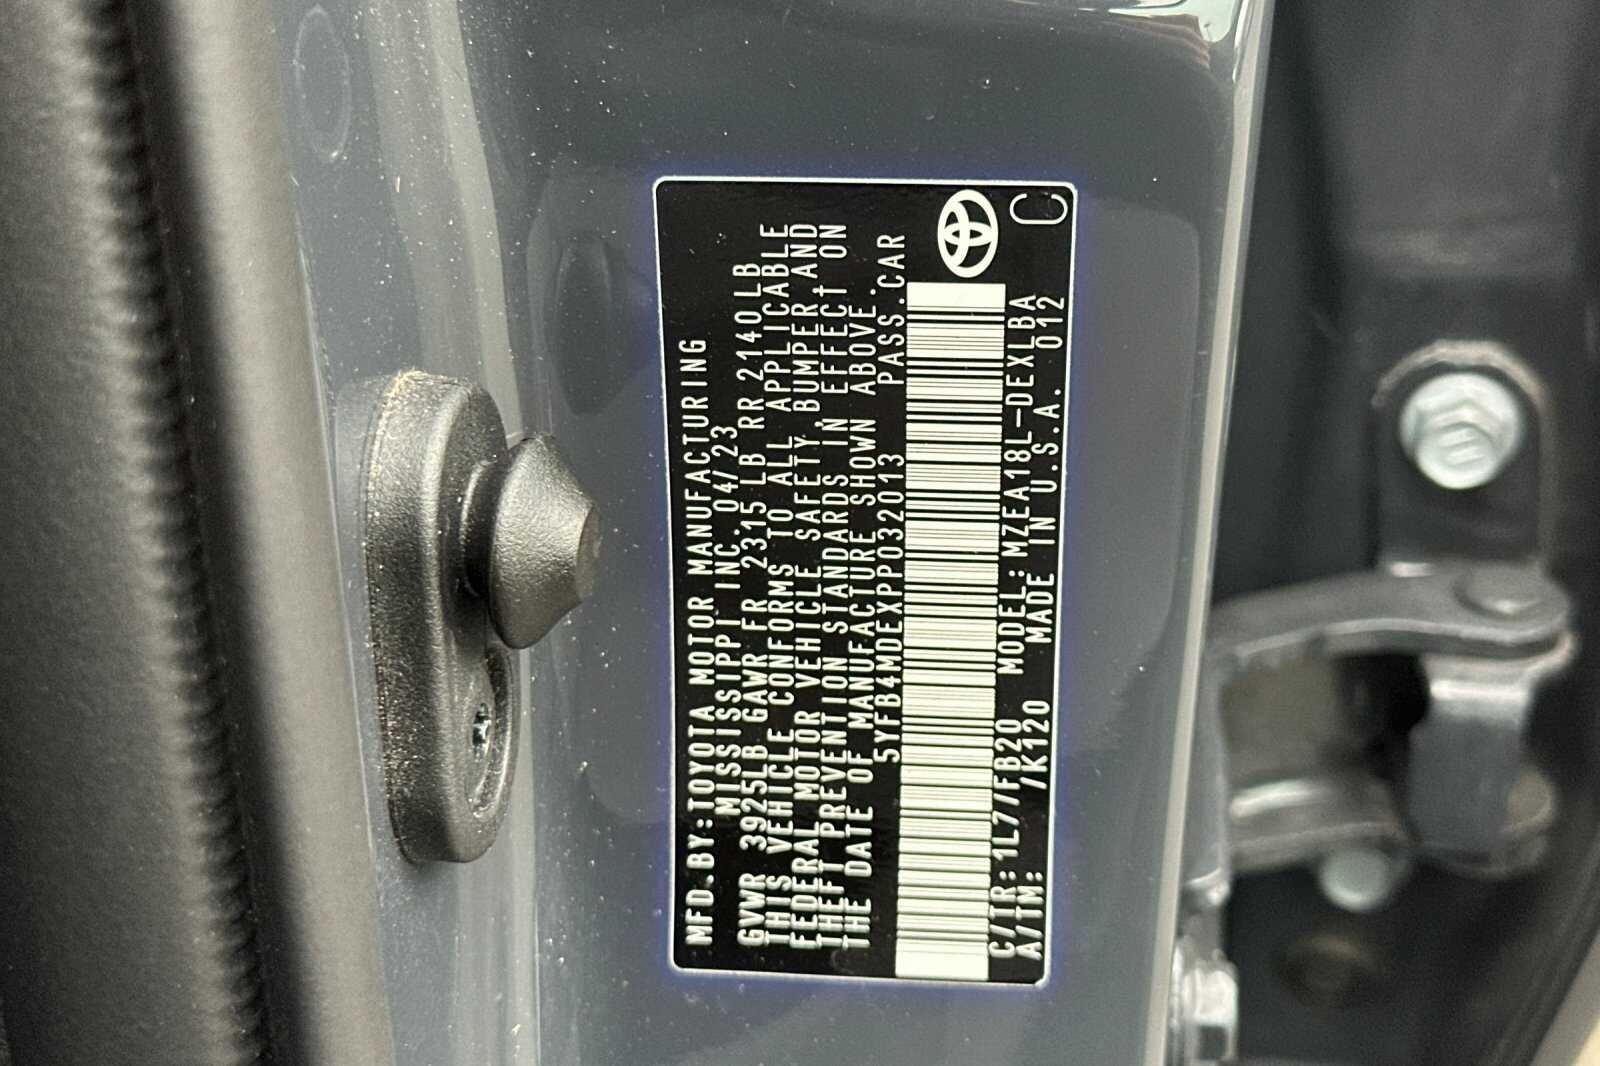 MFD.BY:TOYOTA MOTOR MANUFACTURING
MISSISSIPPI INC. 04/23
GVWR 3925LB GAWR FR 2315LB RR 2140LB
THIS VEHICLE CONFORMS TO ALL APPLICABLE
FEDERAL MOTOR VEHICLE SAFETY, BUMPER, AND
THEFT PREVENTION STANDARDS IN EFFECT ON
THE DATE OF MANUFACTURE SHOWN ABOVE.
5YFB4MDEXPP032013 PASS.CAR
C/TR:1L7/FB20 MODEL:MZEA18L-DEXLBA
A/TM: /K120 MADE IN U.S.A. 012 C